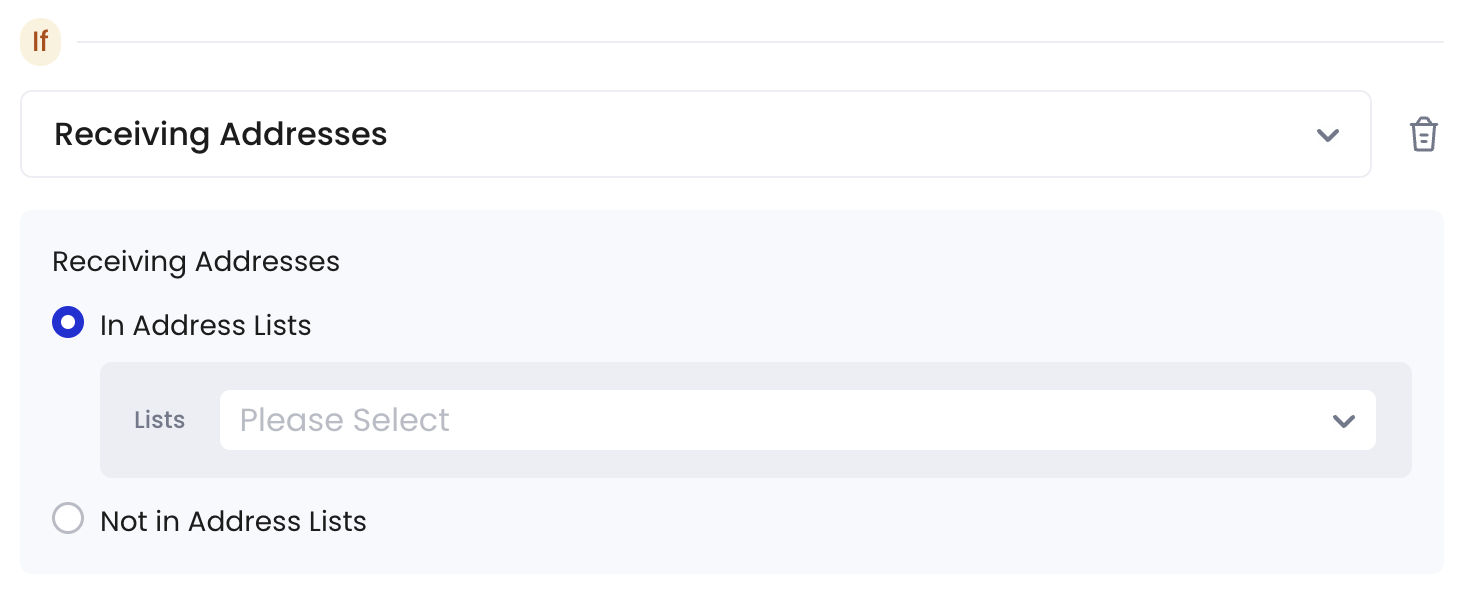 If
Receiving Addresses
Receiving Addresses
In Address Lists
Lists
Please Select
Not in Address Lists